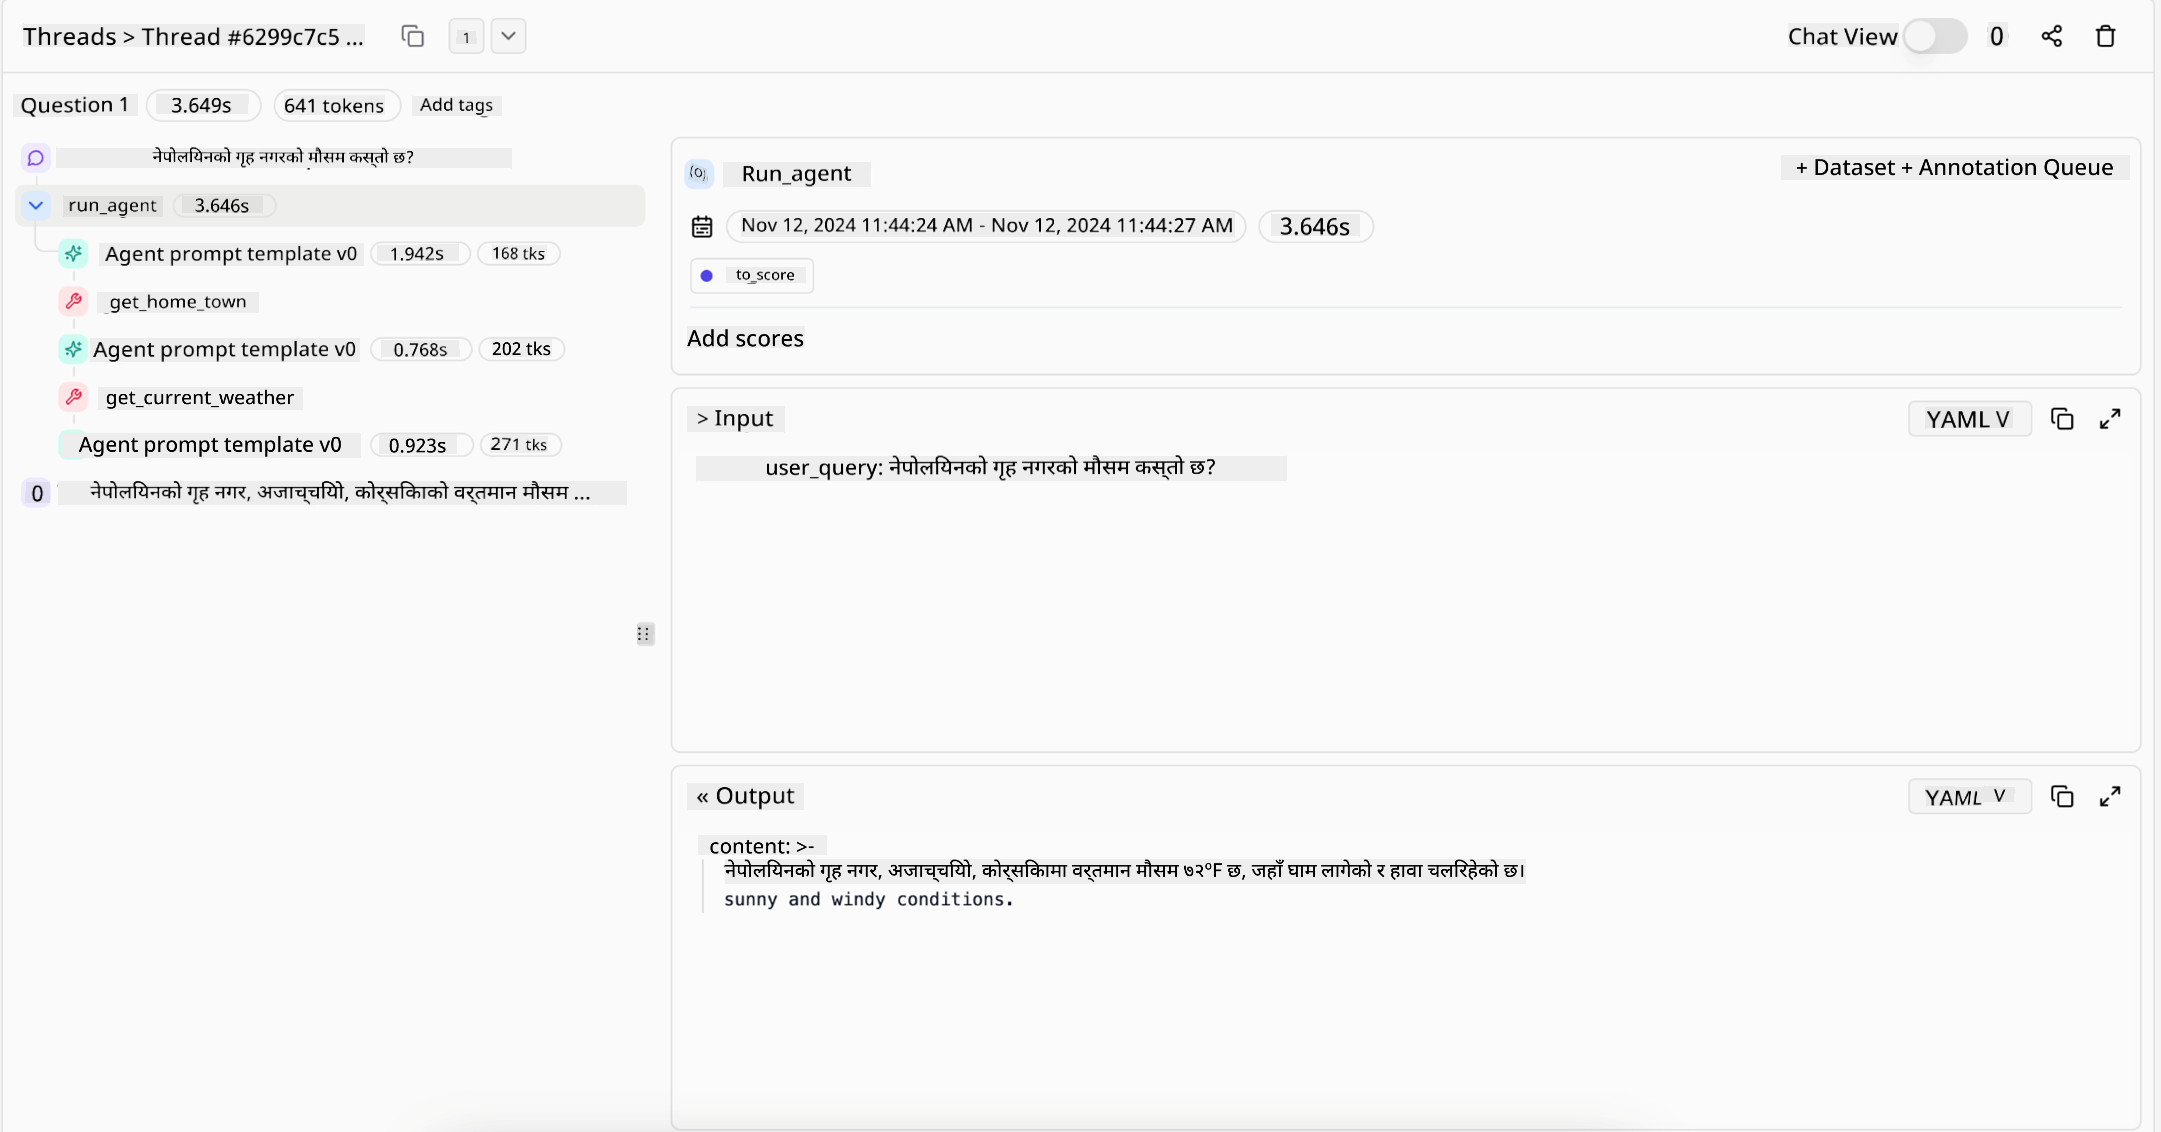 Threads > Thread #6299c7c5 ...
1
Chat View
0
Question 1
3.649s
641 tokens
Add tags
नेपोलियनको गृह नगरको मौसम कस्तो छ?
run_agent
3.646s
Agent prompt template v0
1.942s
168 tks
get_home_town
Agent prompt template v0
0.768s
202 tks
get_current_weather
Agent prompt template v0
0.923s
271 tks
0
नेपोलियनको गृह नगर, अजाच्चियो, कोर्सिकाको वर्तमान मौसम ...
Run_agent
+ Dataset + Annotation Queue
Nov 12, 2024 11:44:24 AM - Nov 12, 2024 11:44:27 AM
3.646s
to_score
Add scores
> Input
YAML V
user_query: नेपोलियनको गृह नगरको मौसम कस्तो छ?
« Output
YAML V
content: >-
नेपोलियनको गृह नगर, अजाच्चियो, कोर्सिकामा वर्तमान मौसम ७२°F छ, जहाँ घाम लागेको र हावा चलिरहेको छ।
sunny and windy conditions.